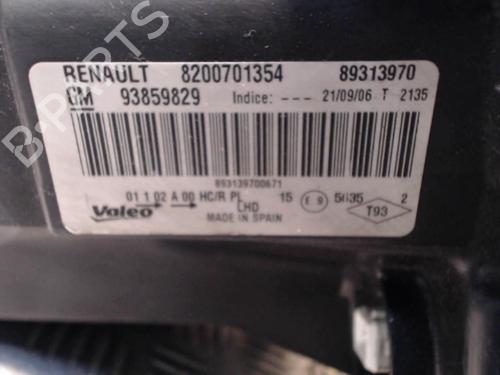 RENAULT 8200701354 89313970
GM 93859829 Indice: --- 21/09/06 T 2135
893139700671
01 1 02 A 00 HC/R PL 15 E 9 5035 2
Valeo LHD T93
MADE IN SPAIN
B-PARTS